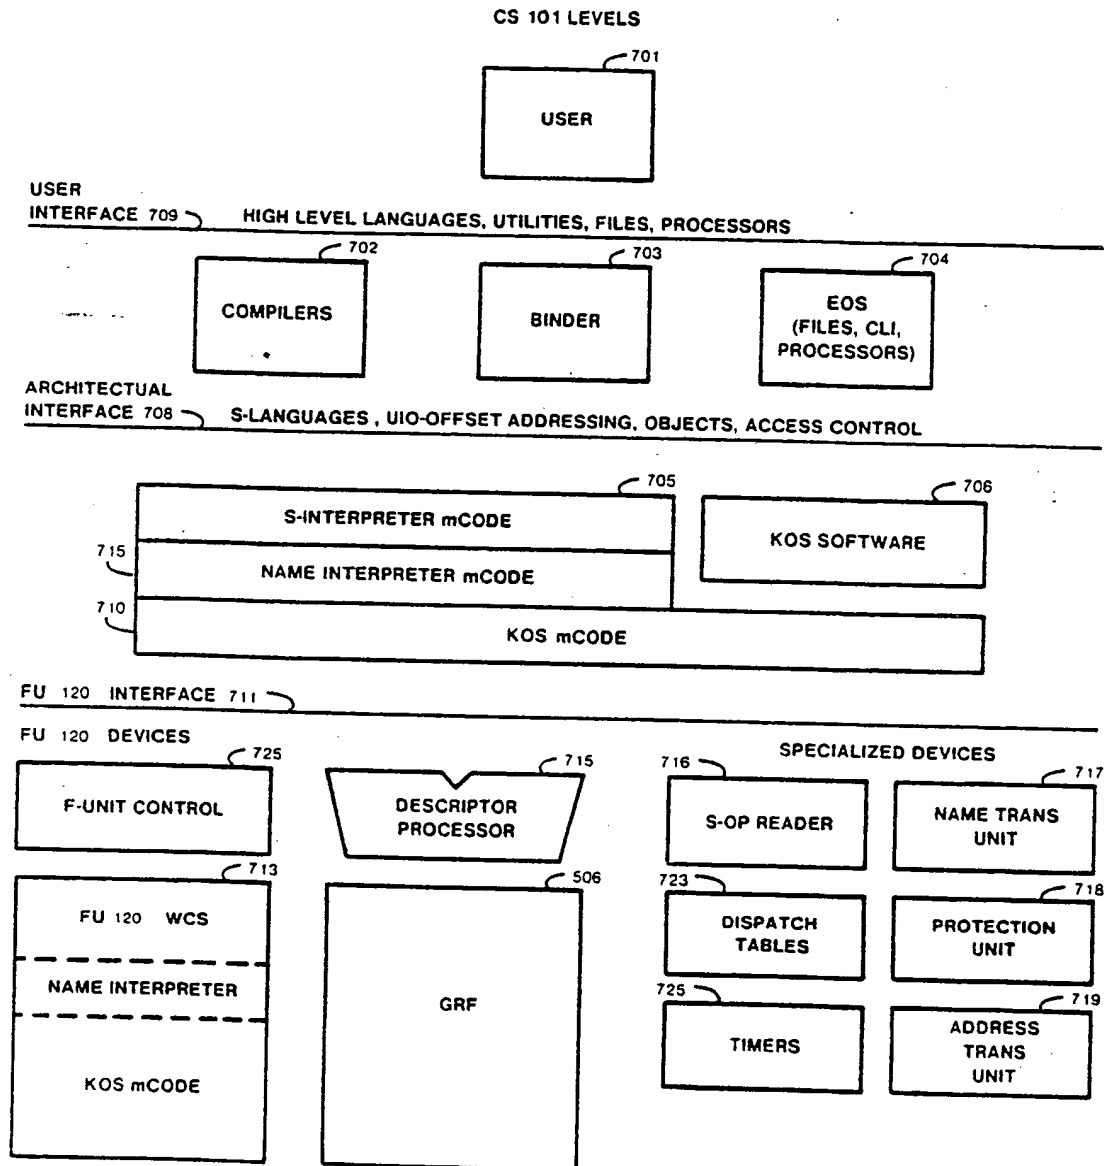 CS 101 LEVELS
701
USER
USER
INTERFACE 709
HIGH LEVEL LANGUAGES, UTILITIES, FILES, PROCESSORS
702
703
704
COMPILERS
BINDER
EOS
(FILES, CLI,
PROCESSORS)
ARCHITECTUAL
INTERFACE 708
S-LANGUAGES , UIO-OFFSET ADDRESSING, OBJECTS, ACCESS CONTROL
705
706
S-INTERPRETER mCODE
KOS SOFTWARE
715
NAME INTERPRETER mCODE
710
KOS mCODE
FU 120 INTERFACE 711
FU 120 DEVICES
SPECIALIZED DEVICES
725
715
716
717
F-UNIT CONTROL
DESCRIPTOR
PROCESSOR
S-OP READER
NAME TRANS
UNIT
713
506
723
718
FU 120 WCS
DISPATCH
TABLES
PROTECTION
UNIT
NAME INTERPRETER
GRF
725
719
TIMERS
ADDRESS
TRANS
UNIT
KOS mCODE